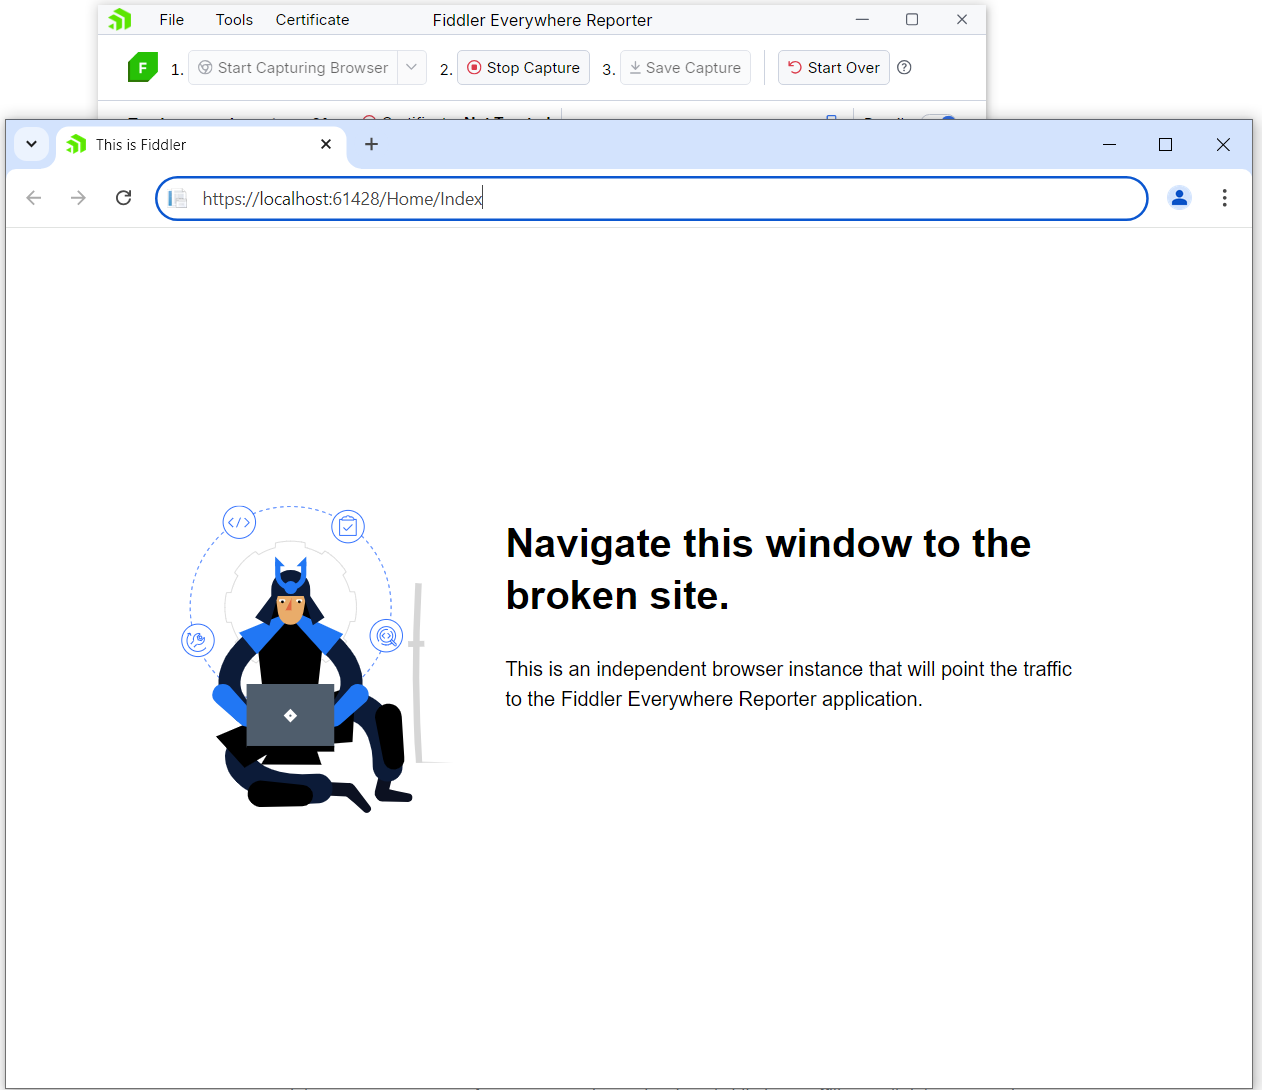 File Tools Certificate Fiddler Everywhere Reporter
F 1. Start Capturing Browser 2. Stop Capture 3. Save Capture Start Over
This is Fiddler
https://localhost:61428/Home/Index
Navigate this window to the
broken site.
This is an independent browser instance that will point the traffic
to the Fiddler Everywhere Reporter application.